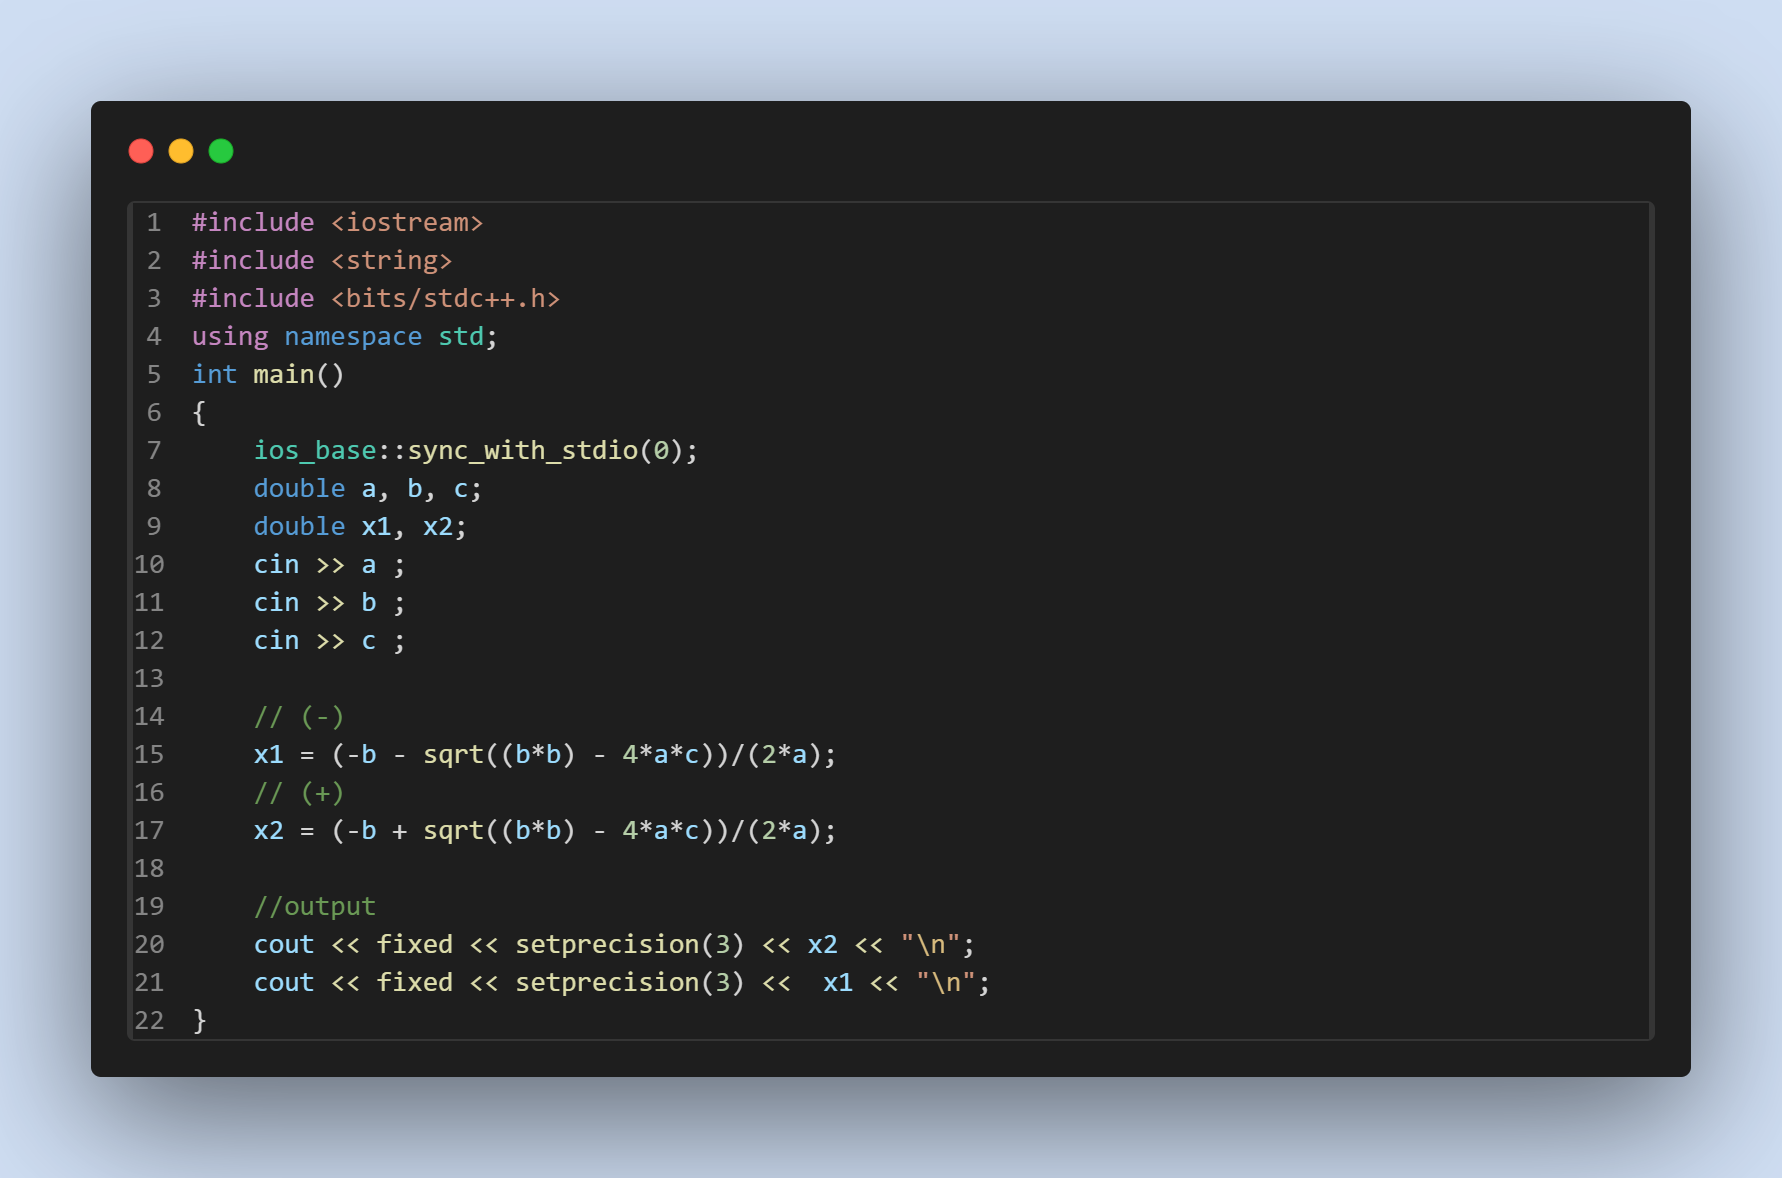 1 #include <iostream>
2 #include <string>
3 #include <bits/stdc++.h>
4 using namespace std;
5 int main()
6 {
7     ios_base::sync_with_stdio(0);
8     double a, b, c;
9     double x1, x2;
10     cin >> a ;
11     cin >> b ;
12     cin >> c ;
13
14     // (-)
15     x1 = (-b - sqrt((b*b) - 4*a*c))/(2*a);
16     // (+)
17     x2 = (-b + sqrt((b*b) - 4*a*c))/(2*a);
18
19     //output
20     cout << fixed << setprecision(3) << x2 << "\n";
21     cout << fixed << setprecision(3) <<  x1 << "\n";
22 }